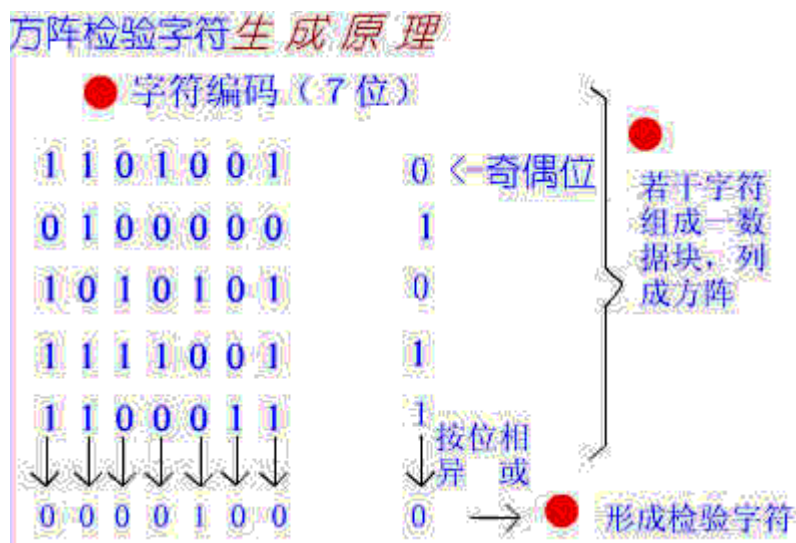 方阵检验字符生成原理
字符编码（7位）
1 1 0 1 0 0 1 0 奇偶位
0 1 0 0 0 0 0 1
1 0 1 0 1 0 1 0
1 1 1 1 0 0 1 1
1 1 0 0 0 1 1 1
若干字符
组成一数
据块，列
成方阵
按位相
异 或
0 0 0 0 1 0 0 0
形成检验字符